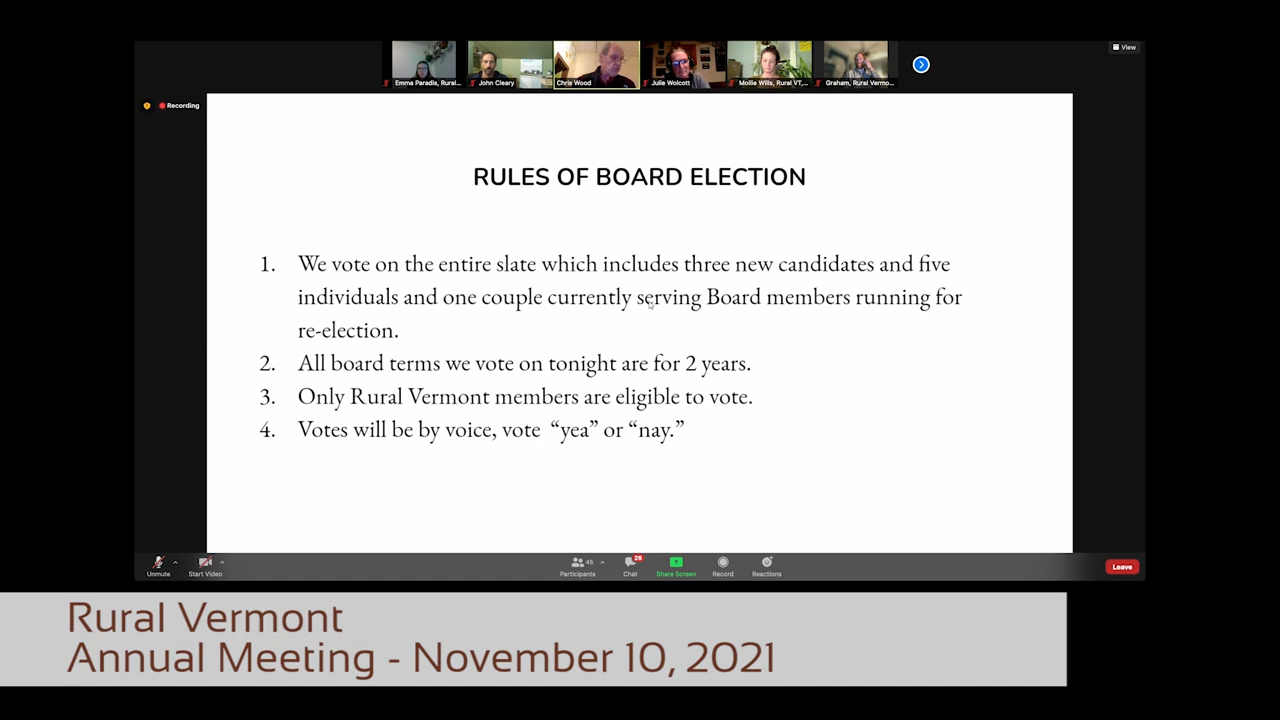 View
Emma Paradis, Rural...
John Cleary
Chris Wood
Julie Wolcott
Mollie Wills, Rural VT,...
Graham, Rural Vermo...
Recording
RULES OF BOARD ELECTION
1. We vote on the entire slate which includes three new candidates and five
individuals and one couple currently serving Board members running for
re-election.
2. All board terms we vote on tonight are for 2 years.
3. Only Rural Vermont members are eligible to vote.
4. Votes will be by voice, vote “yea” or “nay.”
Unmute
Start Video
Participants
45
Chat
26
Share Screen
Record
Reactions
Leave
Rural Vermont
Annual Meeting - November 10, 2021